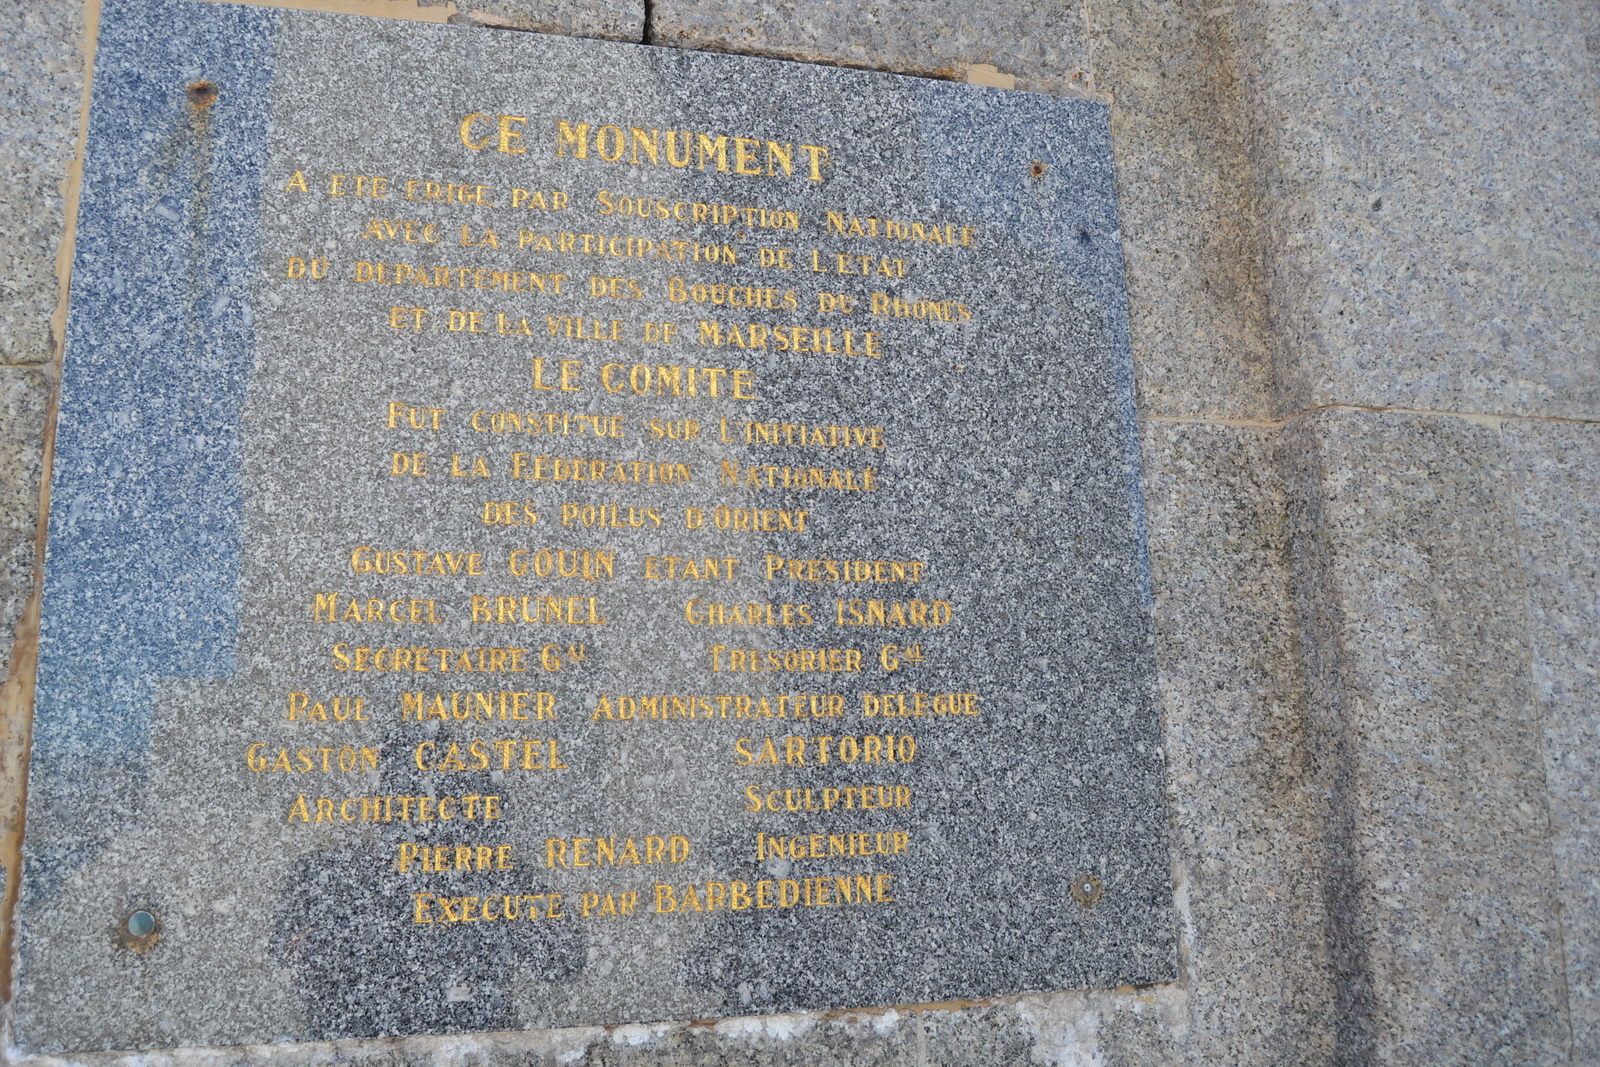 CE MONUMENT
A ETE ERIGE PAR SOUSCRIPTION NATIONALE
AVEC LA PARTICIPATION DE L'ETAT
DU DEPARTEMENT DES BOUCHES DU RHONES
ET DE LA VILLE DE MARSEILLE
LE COMITE
FUT CONSTITUE SUR L'INITIATIVE
DE LA FEDERATION NATIONALE
DES POILUS D'ORIENT
GUSTAVE GOUIN ETANT PRESIDENT
MARCEL BRUNEL CHARLES ISNARD
SECRETAIRE GAL TRESORIER GAL
PAUL MAUNIER ADMINISTRATEUR DELEGUE
GASTON CASTEL SARTORIO
ARCHITECTE SCULPTEUR
PIERRE RENARD INGENIEUR
EXECUTE PAR BARBEDIENNE